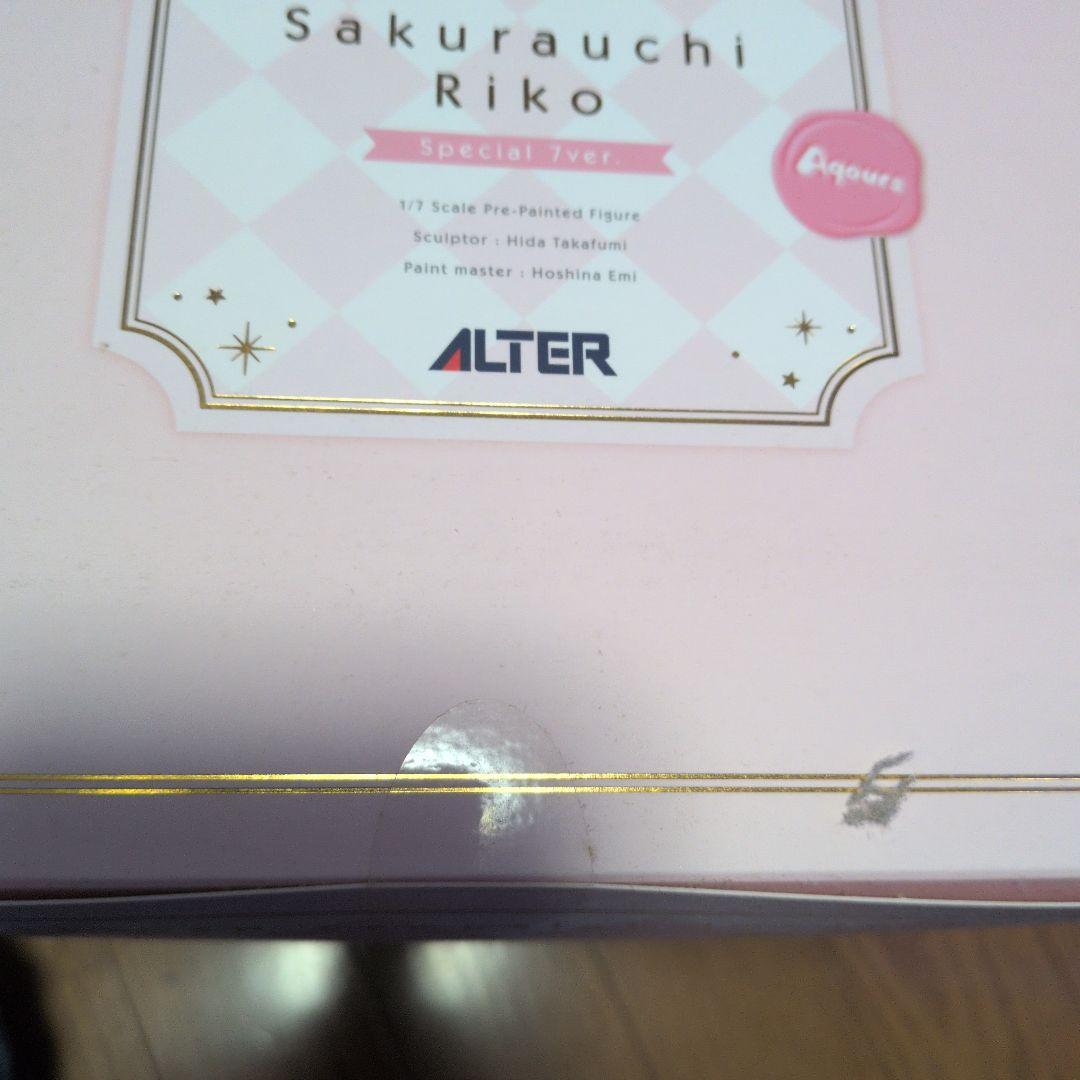 Sakurauchi
Riko
Special 7ver.
Aqours
1/7 Scale Pre-Painted Figure
Sculptor : Hida Takafumi
Paint master : Hoshina Emi
ALTER